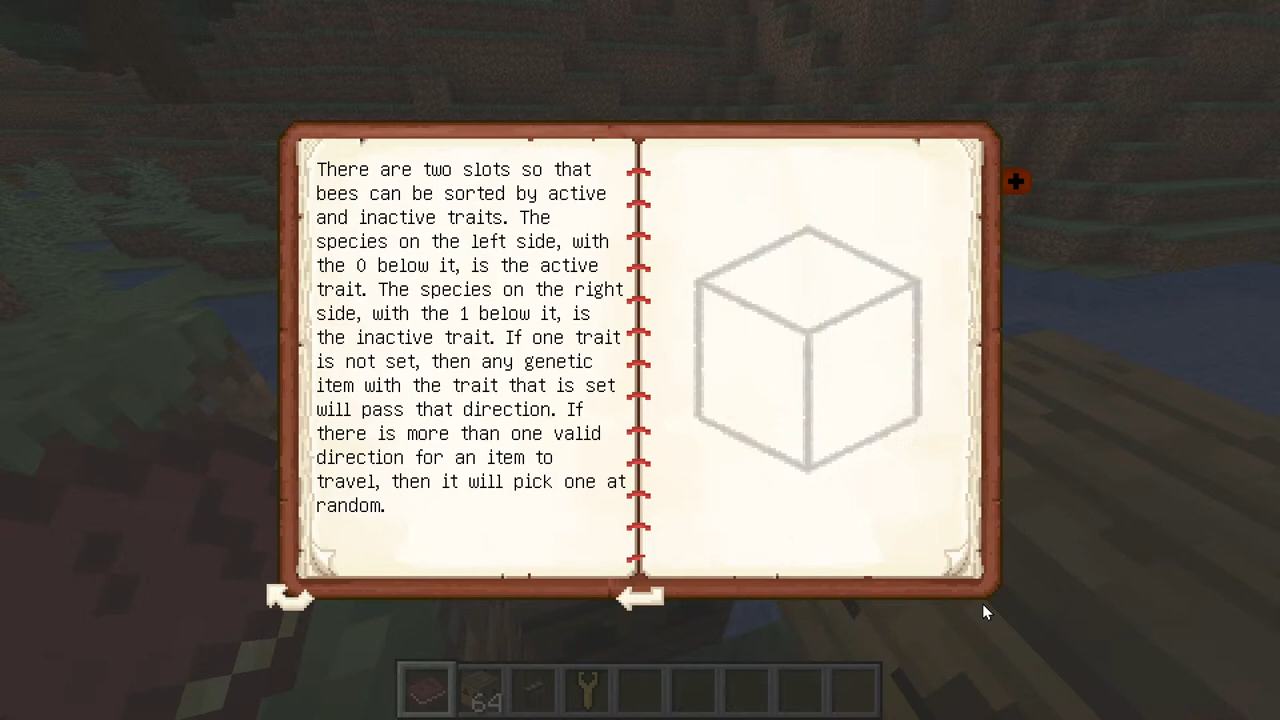 There are two slots so that
bees can be sorted by active
and inactive traits. The
species on the left side, with
the 0 below it, is the active
trait. The species on the right
side, with the 1 below it, is
the inactive trait. If one trait
is not set, then any genetic
item with the trait that is set
will pass that direction. If
there is more than one valid
direction for an item to
travel, then it will pick one at
random.
64